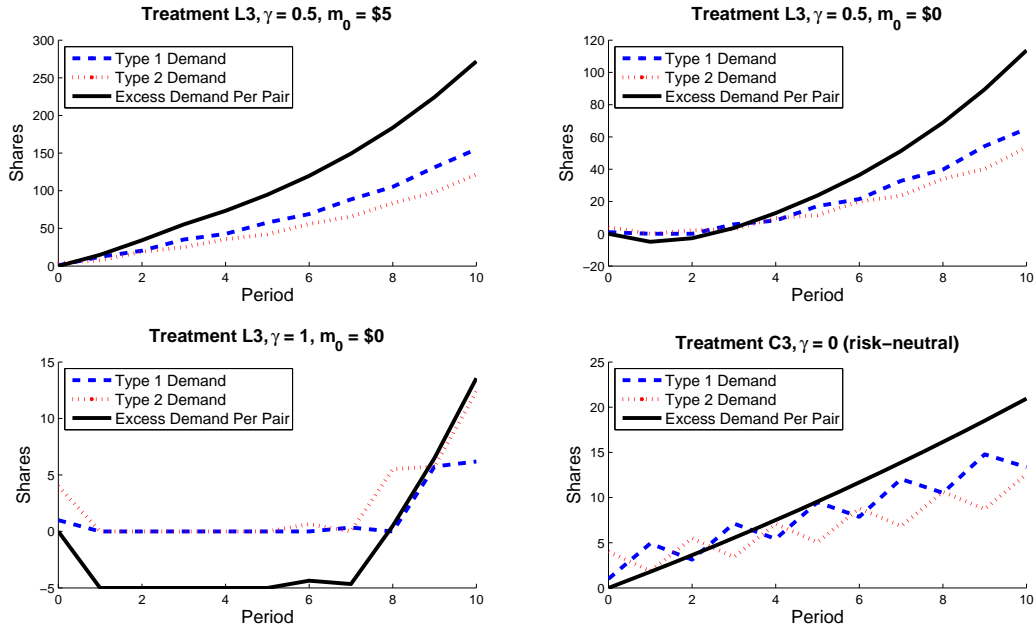 Treatment L3, γ = 0.5, m₀ = $5
300
250
200
150
100
50
0
Shares
Type 1 Demand
Type 2 Demand
Excess Demand Per Pair
0 2 4 6 8 10
Period
Treatment L3, γ = 0.5, m₀ = $0
120
100
80
60
40
20
0
−20
Shares
Type 1 Demand
Type 2 Demand
Excess Demand Per Pair
0 2 4 6 8 10
Period
Treatment L3, γ = 1, m₀ = $0
15
10
5
0
−5
Shares
Type 1 Demand
Type 2 Demand
Excess Demand Per Pair
0 2 4 6 8 10
Period
Treatment C3, γ = 0 (risk−neutral)
25
20
15
10
5
0
Shares
Type 1 Demand
Type 2 Demand
Excess Demand Per Pair
0 2 4 6 8 10
Period